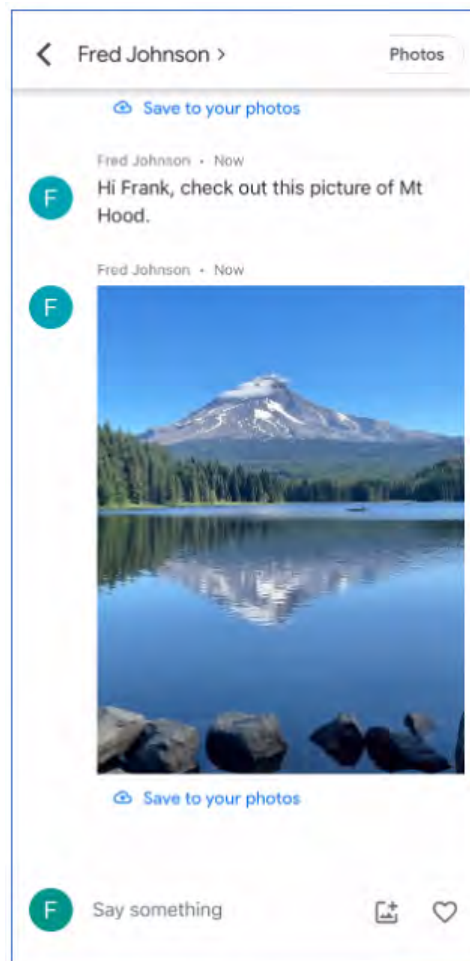 Fred Johnson >
Photos
Save to your photos
Fred Johnson • Now
F
Hi Frank, check out this picture of Mt
Hood.
Fred Johnson • Now
F
Save to your photos
F
Say something